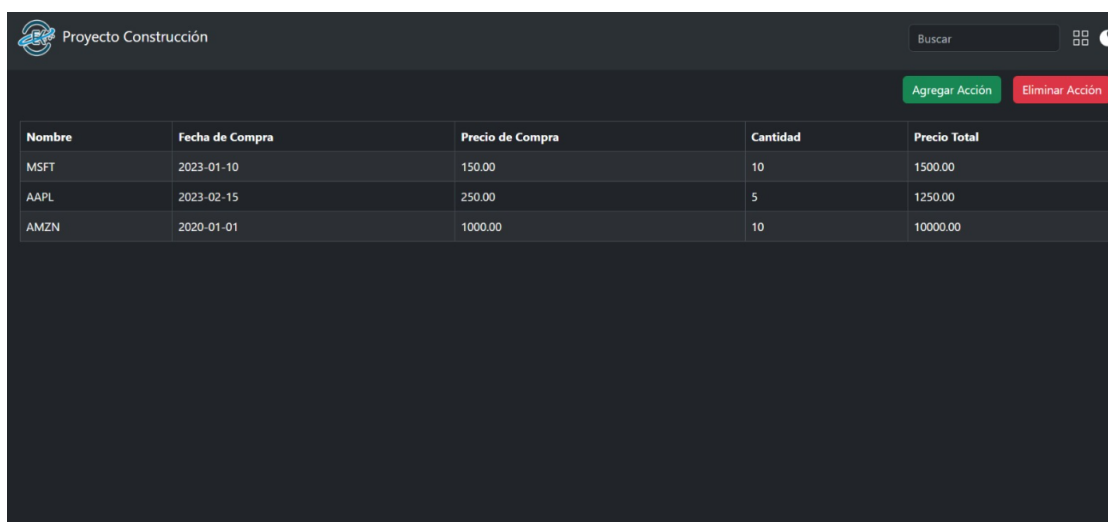 Proyecto Construcción
Buscar
Agregar Acción Eliminar Acción
Nombre Fecha de Compra Precio de Compra Cantidad Precio Total
MSFT 2023-01-10 150.00 10 1500.00
AAPL 2023-02-15 250.00 5 1250.00
AMZN 2020-01-01 1000.00 10 10000.00